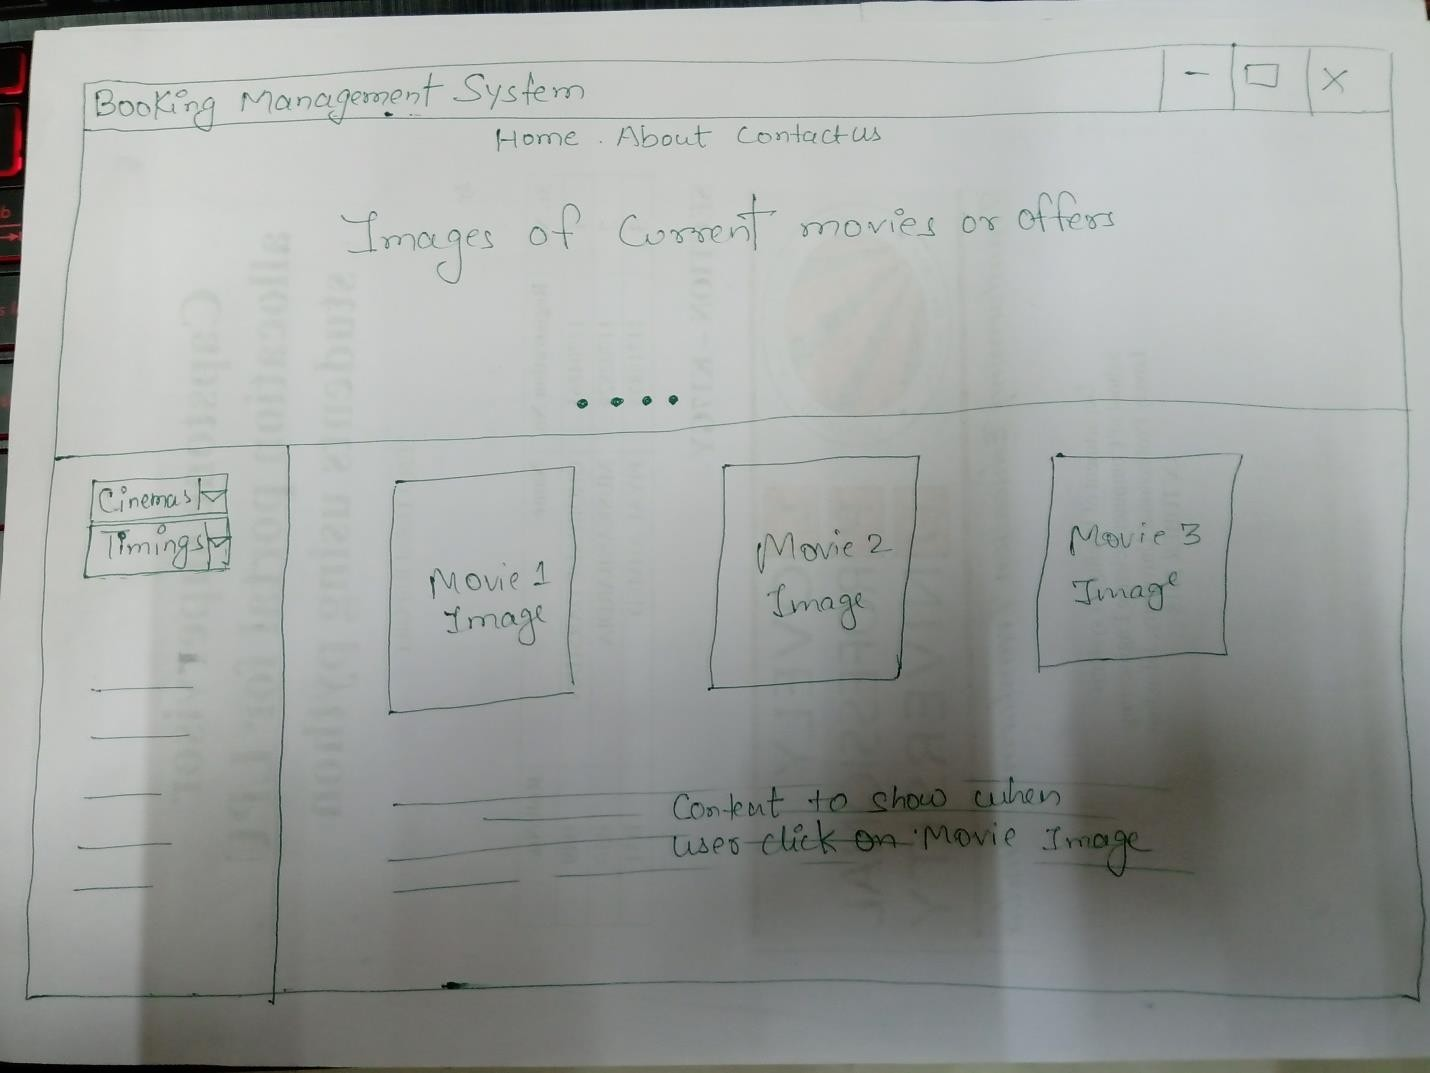 Booking Management System
Home . About Contact us
Images of Current movies or offers
Cinemas
Timings
Movie 1
Image
Movie 2
Image
Movie 3
Image
Content to show when
user click on Movie Image